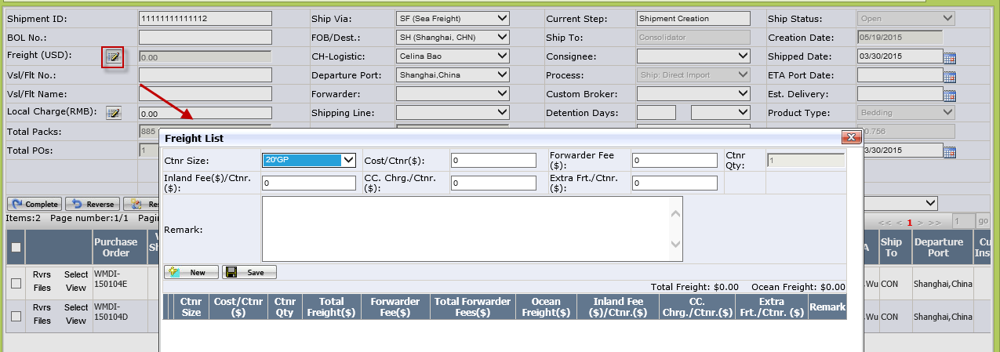 Shipment ID: 11111111111112 Ship Via: SF (Sea Freight) Current Step: Shipment Creation Ship Status: Open
BOL No.: FOB/Dest.: SH (Shanghai, CHN) Ship To: Consolidator Creation Date: 05/19/2015
Freight (USD): 0.00 CH-Logistic: Celina Bao Consignee: Shipped Date: 03/30/2015
Vsl/Flt No.: Departure Port: Shanghai,China Process: Ship: Direct Import ETA Port Date:
Vsl/Flt Name: Forwarder: Custom Broker: Est. Delivery:
Local Charge(RMB): 0.00 Shipping Line: Detention Days: Product Type: Bedding
Total Packs: 885 0.756
Total POs: 1 3/30/2015
Freight List
Ctnr Size: 20'GP Cost/Ctnr($): 0 Forwarder Fee ($): 0 Ctnr Qty: 1
Inland Fee($)/Ctnr. ($): 0 CC. Chrg./Ctnr. ($): 0 Extra Frt./Ctnr. ($): 0
Remark:
New Save
Total Freight: $0.00 Ocean Freight: $0.00
Ctnr Size Cost/Ctnr ($) Ctnr Qty Total Freight($) Forwarder Fee($) Total Forwarder Fees($) Ocean Freight($) Inland Fee ($)/Ctnr.($) CC. Chrg./Ctnr.($) Extra Frt./Ctnr. ($) Remark
Complete Reverse Res
Items:2 Page number:1/1 Pagin << < 1 > >> 1 go
Purchase Order Ship To Departure Port
Rvrs Select WMDI-150104E Wu CON Shanghai,China
Files View
Rvrs Select WMDI-150104D Wu CON Shanghai,China
Files View